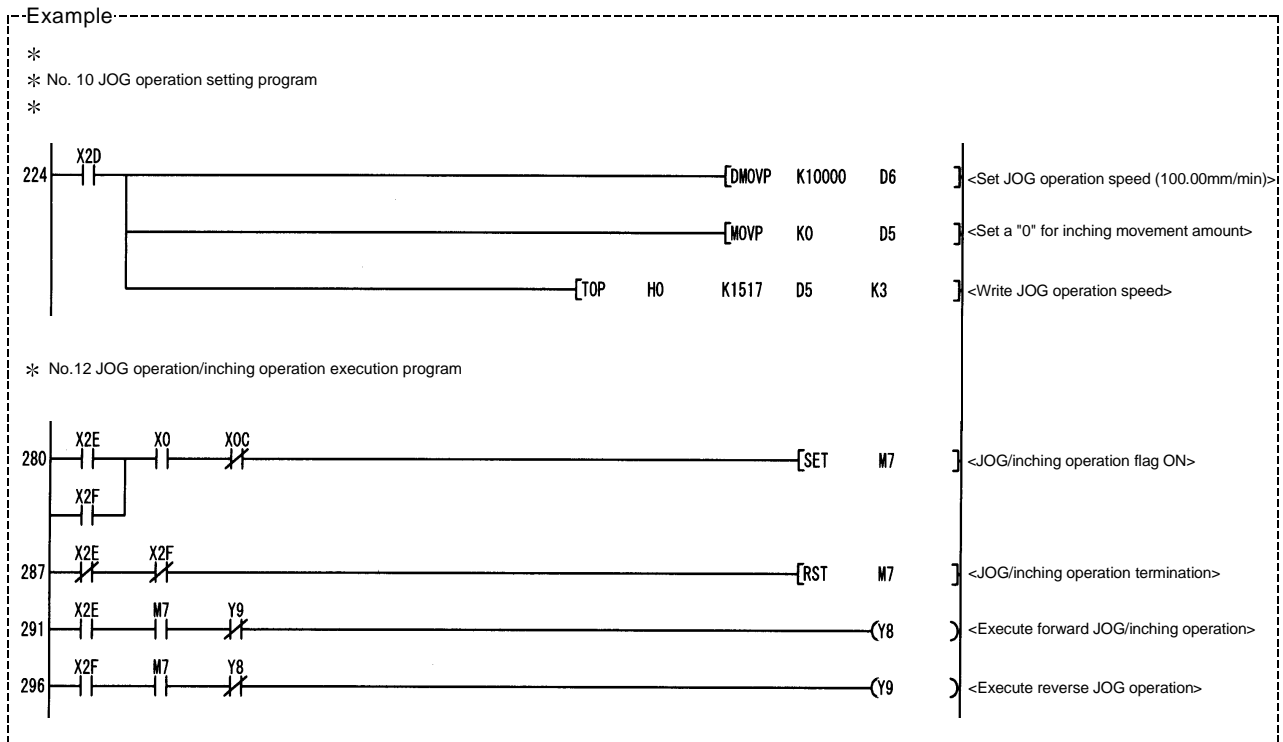 Example
*
* No. 10 JOG operation setting program
*
X2D
224 [DMOVP K10000 D6 ] <Set JOG operation speed (100.00mm/min)>
[MOVP K0 D5 ] <Set a "0" for inching movement amount>
[TOP H0 K1517 D5 K3 ] <Write JOG operation speed>
* No.12 JOG operation/inching operation execution program
X2E X0 X0C
280 [SET M7 ] <JOG/inching operation flag ON>
X2F
X2E X2F
287 [RST M7 ] <JOG/inching operation termination>
X2E M7 Y9
291 (Y8 ) <Execute forward JOG/inching operation>
X2F M7 Y8
296 (Y9 ) <Execute reverse JOG operation>